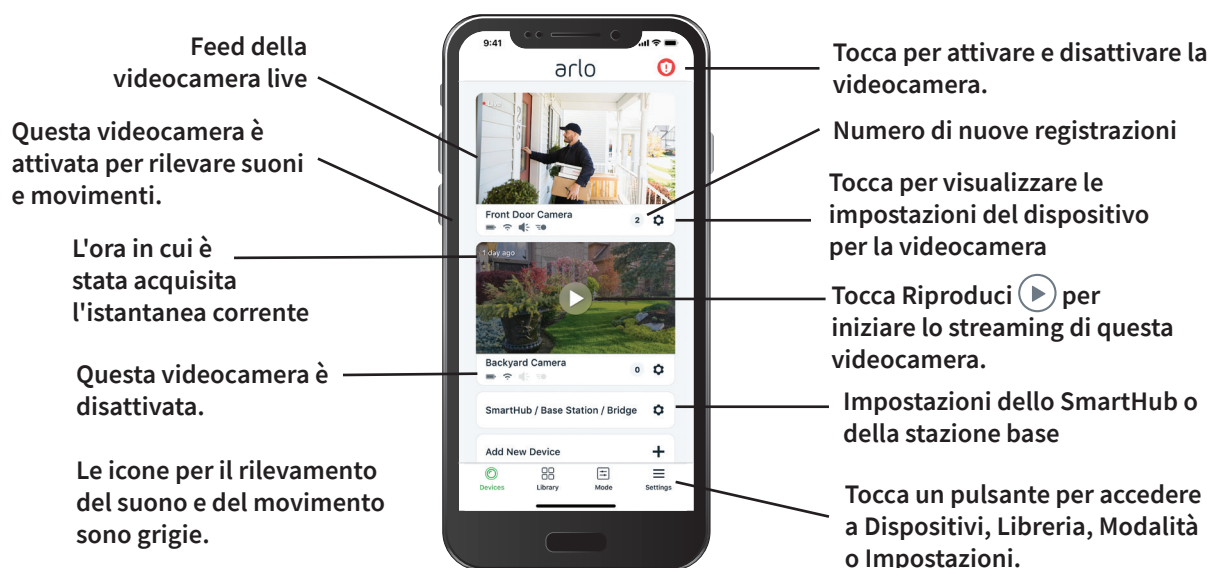 Feed della
videocamera live
Questa videocamera è
attivata per rilevare suoni
e movimenti.
L'ora in cui è
stata acquisita
l'istantanea corrente
Questa videocamera è
disattivata.
Le icone per il rilevamento
del suono e del movimento
sono grigie.
9:41
arlo
LIVE
Front Door Camera
2
1 day ago
Backyard Camera
0
SmartHub / Base Station / Bridge
Add New Device
Devices
Library
Mode
Settings
Tocca per attivare e disattivare la
videocamera.
Numero di nuove registrazioni
Tocca per visualizzare le
impostazioni del dispositivo
per la videocamera
Tocca Riproduci per
iniziare lo streaming di questa
videocamera.
Impostazioni dello SmartHub o
della stazione base
Tocca un pulsante per accedere
a Dispositivi, Libreria, Modalità
o Impostazioni.